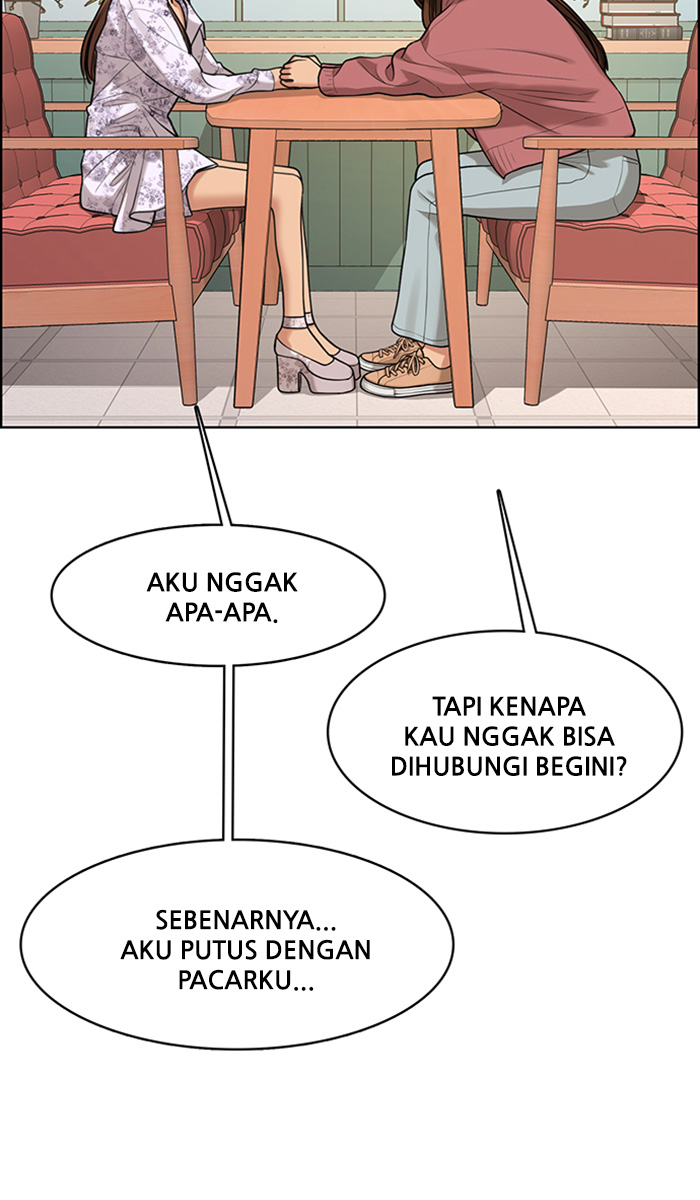 AKU NGGAK
APA-APA.
TAPI KENAPA
KAU NGGAK BISA
DIHUBUNGI BEGINI?
SEBENARNYA...
AKU PUTUS DENGAN
PACARKU...